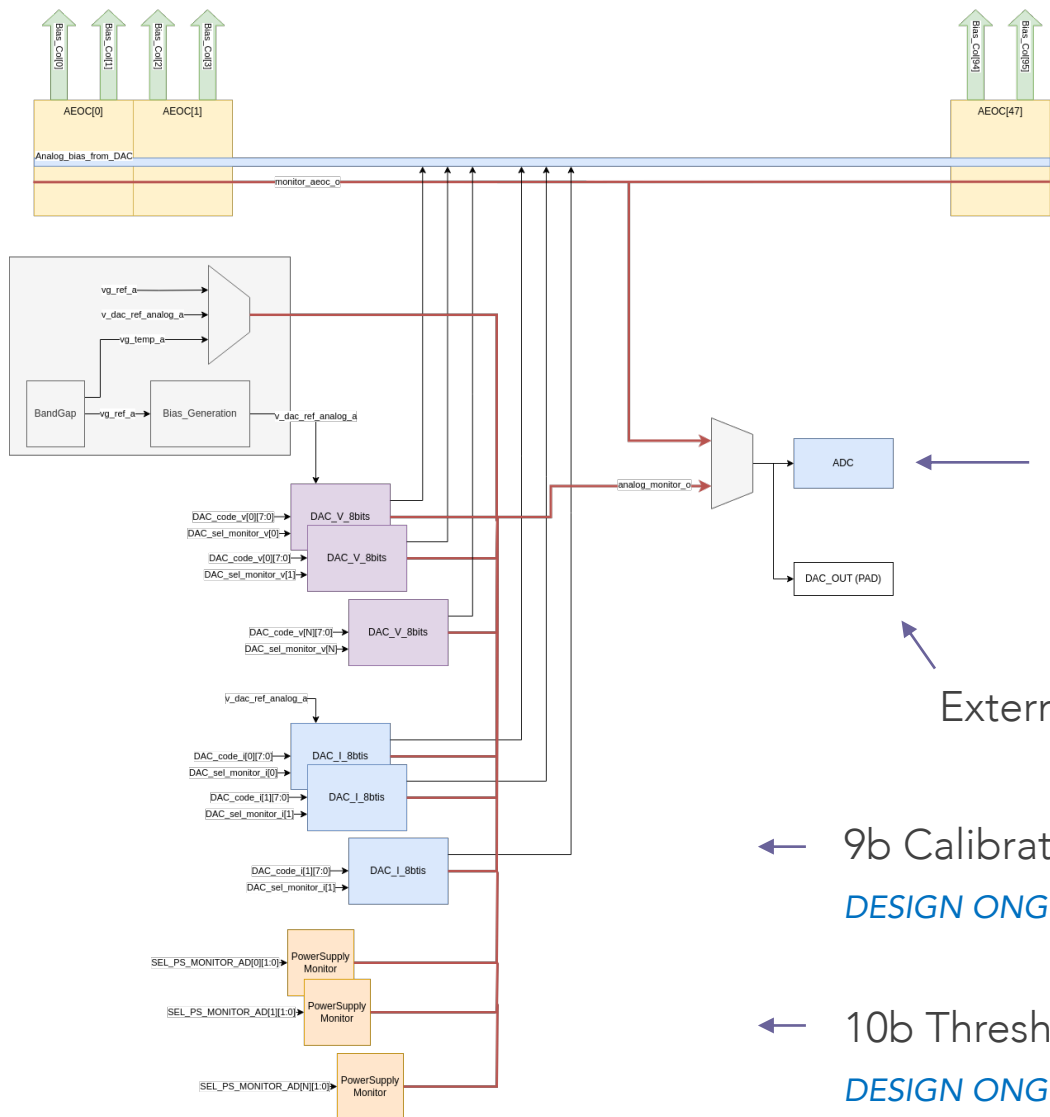 Bias_Col[0]
Bias_Col[1]
Bias_Col[2]
Bias_Col[3]
Bias_Col[94]
Bias_Col[95]
AEOC[0]
AEOC[1]
AEOC[47]
Analog_bias_from_DAC
monitor_aeoc_o
vg_ref_a
v_dac_ref_analog_a
vg_temp_a
BandGap
vg_ref_a
Bias_Generation
v_dac_ref_analog_a
ADC
analog_monitor_o
DAC_V_8bits
DAC_code_v[0][7:0]
DAC_sel_monitor_v[0]
DAC_V_8bits
DAC_code_v[0][7:0]
DAC_sel_monitor_v[1]
DAC_OUT (PAD)
DAC_V_8bits
DAC_code_v[N][7:0]
DAC_sel_monitor_v[N]
Extern
v_dac_ref_analog_a
DAC_I_8btis
DAC_code_i[0][7:0]
DAC_sel_monitor_i[0]
DAC_I_8btis
DAC_code_i[1][7:0]
DAC_sel_monitor_i[1]
9b Calibrat
DAC_I_8btis
DAC_code_i[1][7:0]
DAC_sel_monitor_i[1]
DESIGN ONG
PowerSupply
Monitor
SEL_PS_MONITOR_AD[0][1:0]
PowerSupply
Monitor
SEL_PS_MONITOR_AD[1][1:0]
10b Thresh
PowerSupply
Monitor
SEL_PS_MONITOR_AD[N][1:0]
DESIGN ONG